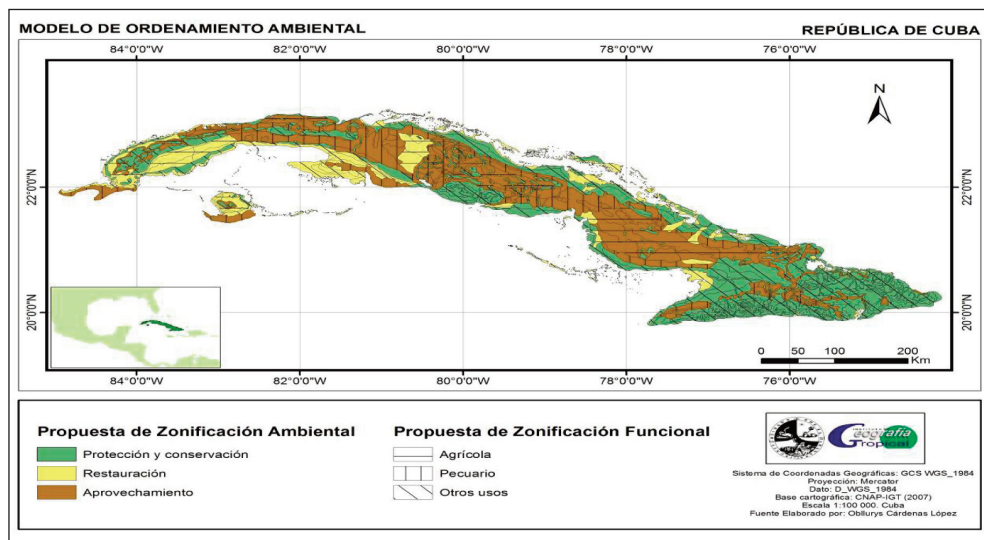 MODELO DE ORDENAMIENTO AMBIENTAL
REPÚBLICA DE CUBA
84°0'0"W 82°0'0"W 80°0'0"W 78°0'0"W 76°0'0"W
N
22°0'0"N 22°0'0"N
20°0'0"N 20°0'0"N
0 50 100 200
Km
84°0'0"W 82°0'0"W 80°0'0"W 78°0'0"W 76°0'0"W
Propuesta de Zonificación Ambiental
Protección y conservación
Restauración
Aprovechamiento
Propuesta de Zonificación Funcional
Agrícola
Pecuario
Otros usos
Geografía
Tropical
Sistema de Coordenadas Geográficas: GCS WGS_1984
Proyección: Mercator
Dato: D_WGS_1984
Base cartográfica: CNAP-IGT (2007)
Escala 1:100 000. Cuba
Fuente Elaborado por: Obllurys Cárdenas López